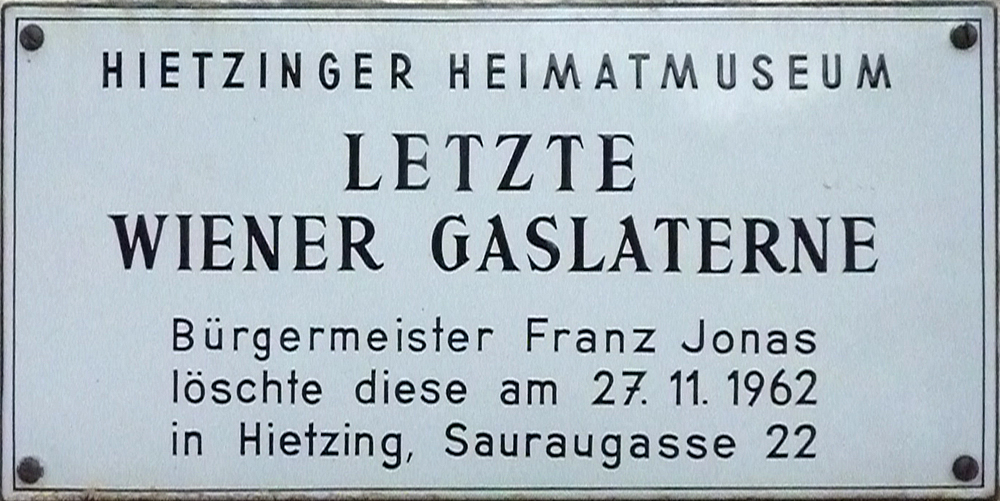 HIETZINGER HEIMATMUSEUM
LETZTE
WIENER GASLATERNE
Bürgermeister Franz Jonas
löschte diese am 27. 11. 1962
in Hietzing, Sauraugasse 22